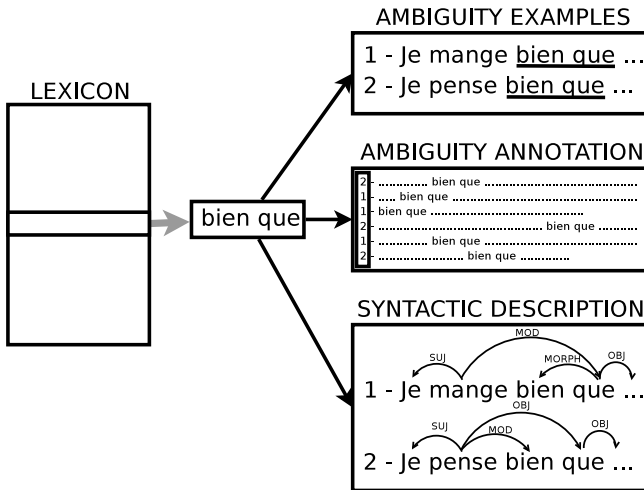 AMBIGUITY EXAMPLES
1 - Je mange bien que ...
2 - Je pense bien que ...
LEXICON
bien que
AMBIGUITY ANNOTATION
2 - ............ bien que ......................................
1 - .... bien que ..............................................
1 - bien que ......................................
2 - .......................................... bien que .........
1 - ............ bien que ......................................
2 - ..................... bien que ...................
SYNTACTIC DESCRIPTION
MOD
SUJ MORPH OBJ
1 - Je mange bien que ...
OBJ
SUJ MOD OBJ
2 - Je pense bien que ...